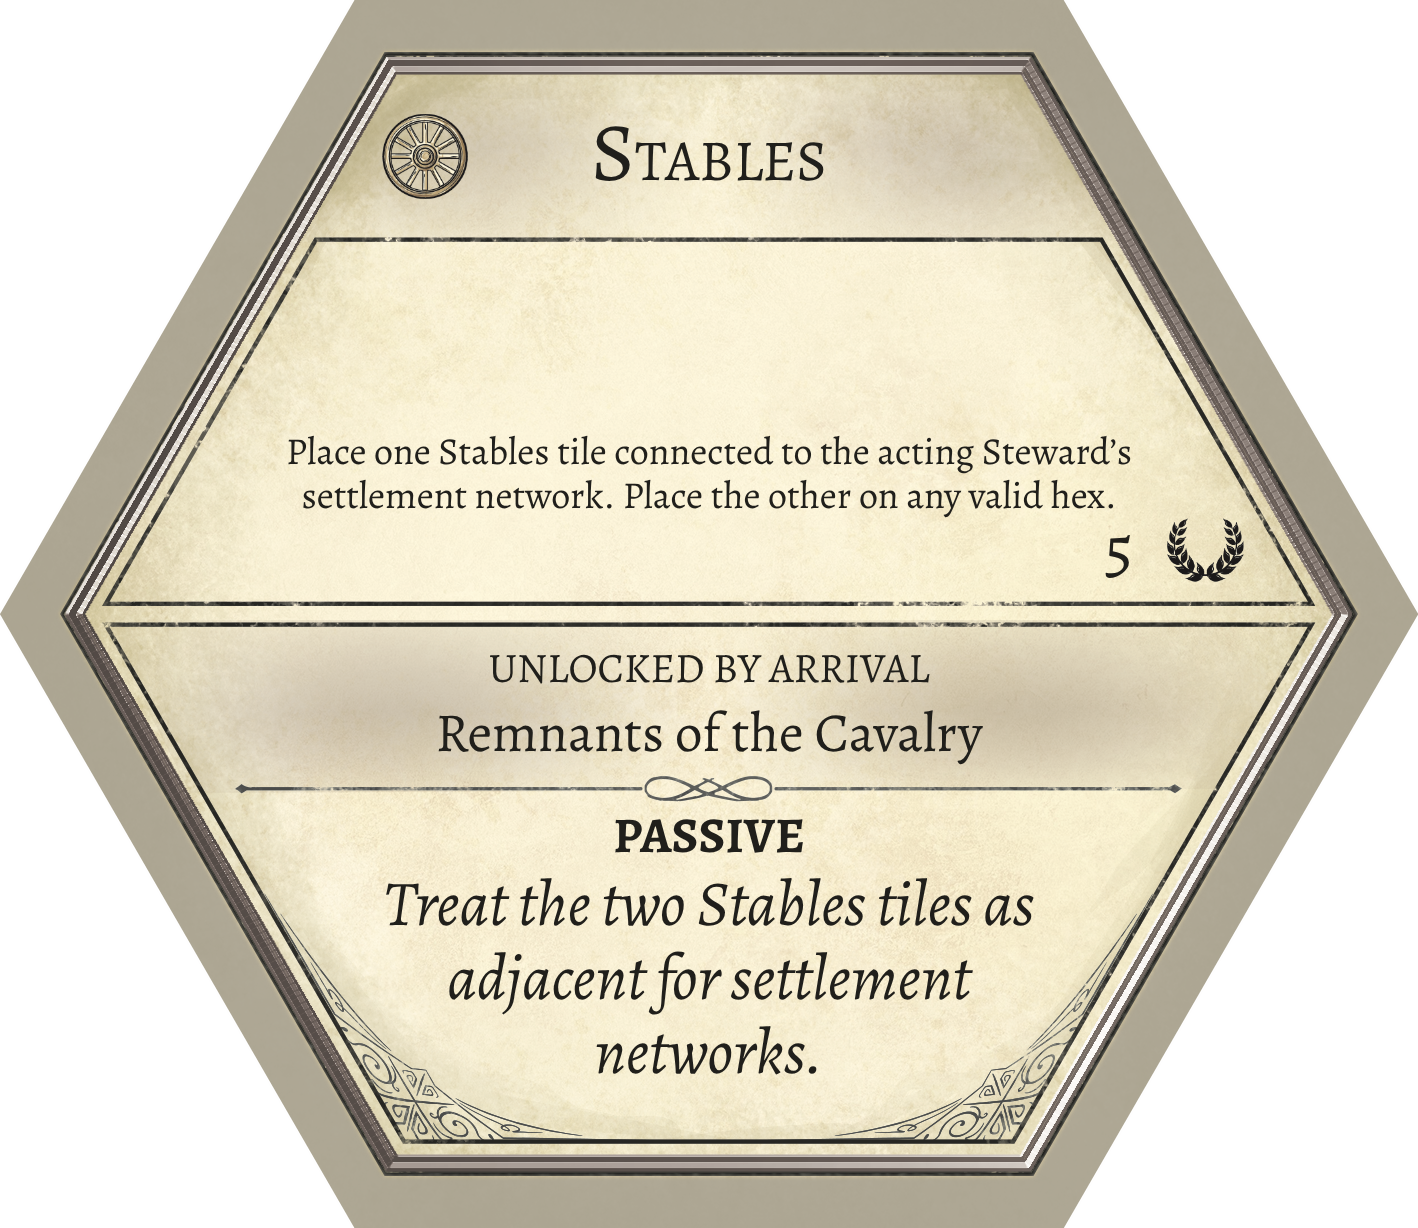 Stables
Place one Stables tile connected to the acting Steward’s
settlement network. Place the other on any valid hex.
5
UNLOCKED BY ARRIVAL
Remnants of the Cavalry
PASSIVE
Treat the two Stables tiles as
adjacent for settlement
networks.